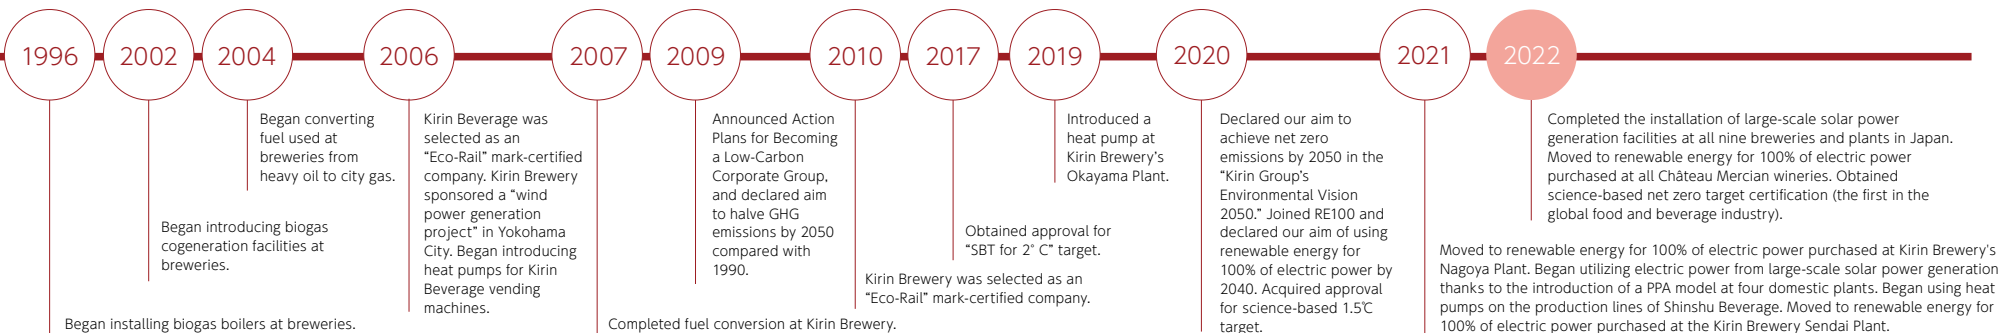 1996
2002
2004
2006
2007
2009
2010
2017
2019
2020
2021
2022
Began installing biogas boilers at breweries.
Began introducing biogas
cogeneration facilities at
breweries.
Began converting
fuel used at
breweries from
heavy oil to city gas.
Kirin Beverage was
selected as an
“Eco-Rail” mark-certified
company. Kirin Brewery
sponsored a “wind
power generation
project” in Yokohama
City. Began introducing
heat pumps for Kirin
Beverage vending
machines.
Completed fuel conversion at Kirin Brewery.
Announced Action
Plans for Becoming
a Low-Carbon
Corporate Group,
and declared aim
to halve GHG
emissions by 2050
compared with
1990.
Kirin Brewery was selected as an
“Eco-Rail” mark-certified company.
Obtained approval for
“SBT for 2° C” target.
Introduced a
heat pump at
Kirin Brewery's
Okayama Plant.
Declared our aim to
achieve net zero
emissions by 2050 in the
“Kirin Group's
Environmental Vision
2050.” Joined RE100 and
declared our aim of using
renewable energy for
100% of electric power by
2040. Acquired approval
for science-based 1.5℃
target.
Moved to renewable energy for 100% of electric power purchased at Kirin Brewery's
Nagoya Plant. Began utilizing electric power from large-scale solar power generation
thanks to the introduction of a PPA model at four domestic plants. Began using heat
pumps on the production lines of Shinshu Beverage. Moved to renewable energy for
100% of electric power purchased at the Kirin Brewery Sendai Plant.
Completed the installation of large-scale solar power
generation facilities at all nine breweries and plants in Japan.
Moved to renewable energy for 100% of electric power
purchased at all Château Mercian wineries. Obtained
science-based net zero target certification (the first in the
global food and beverage industry).